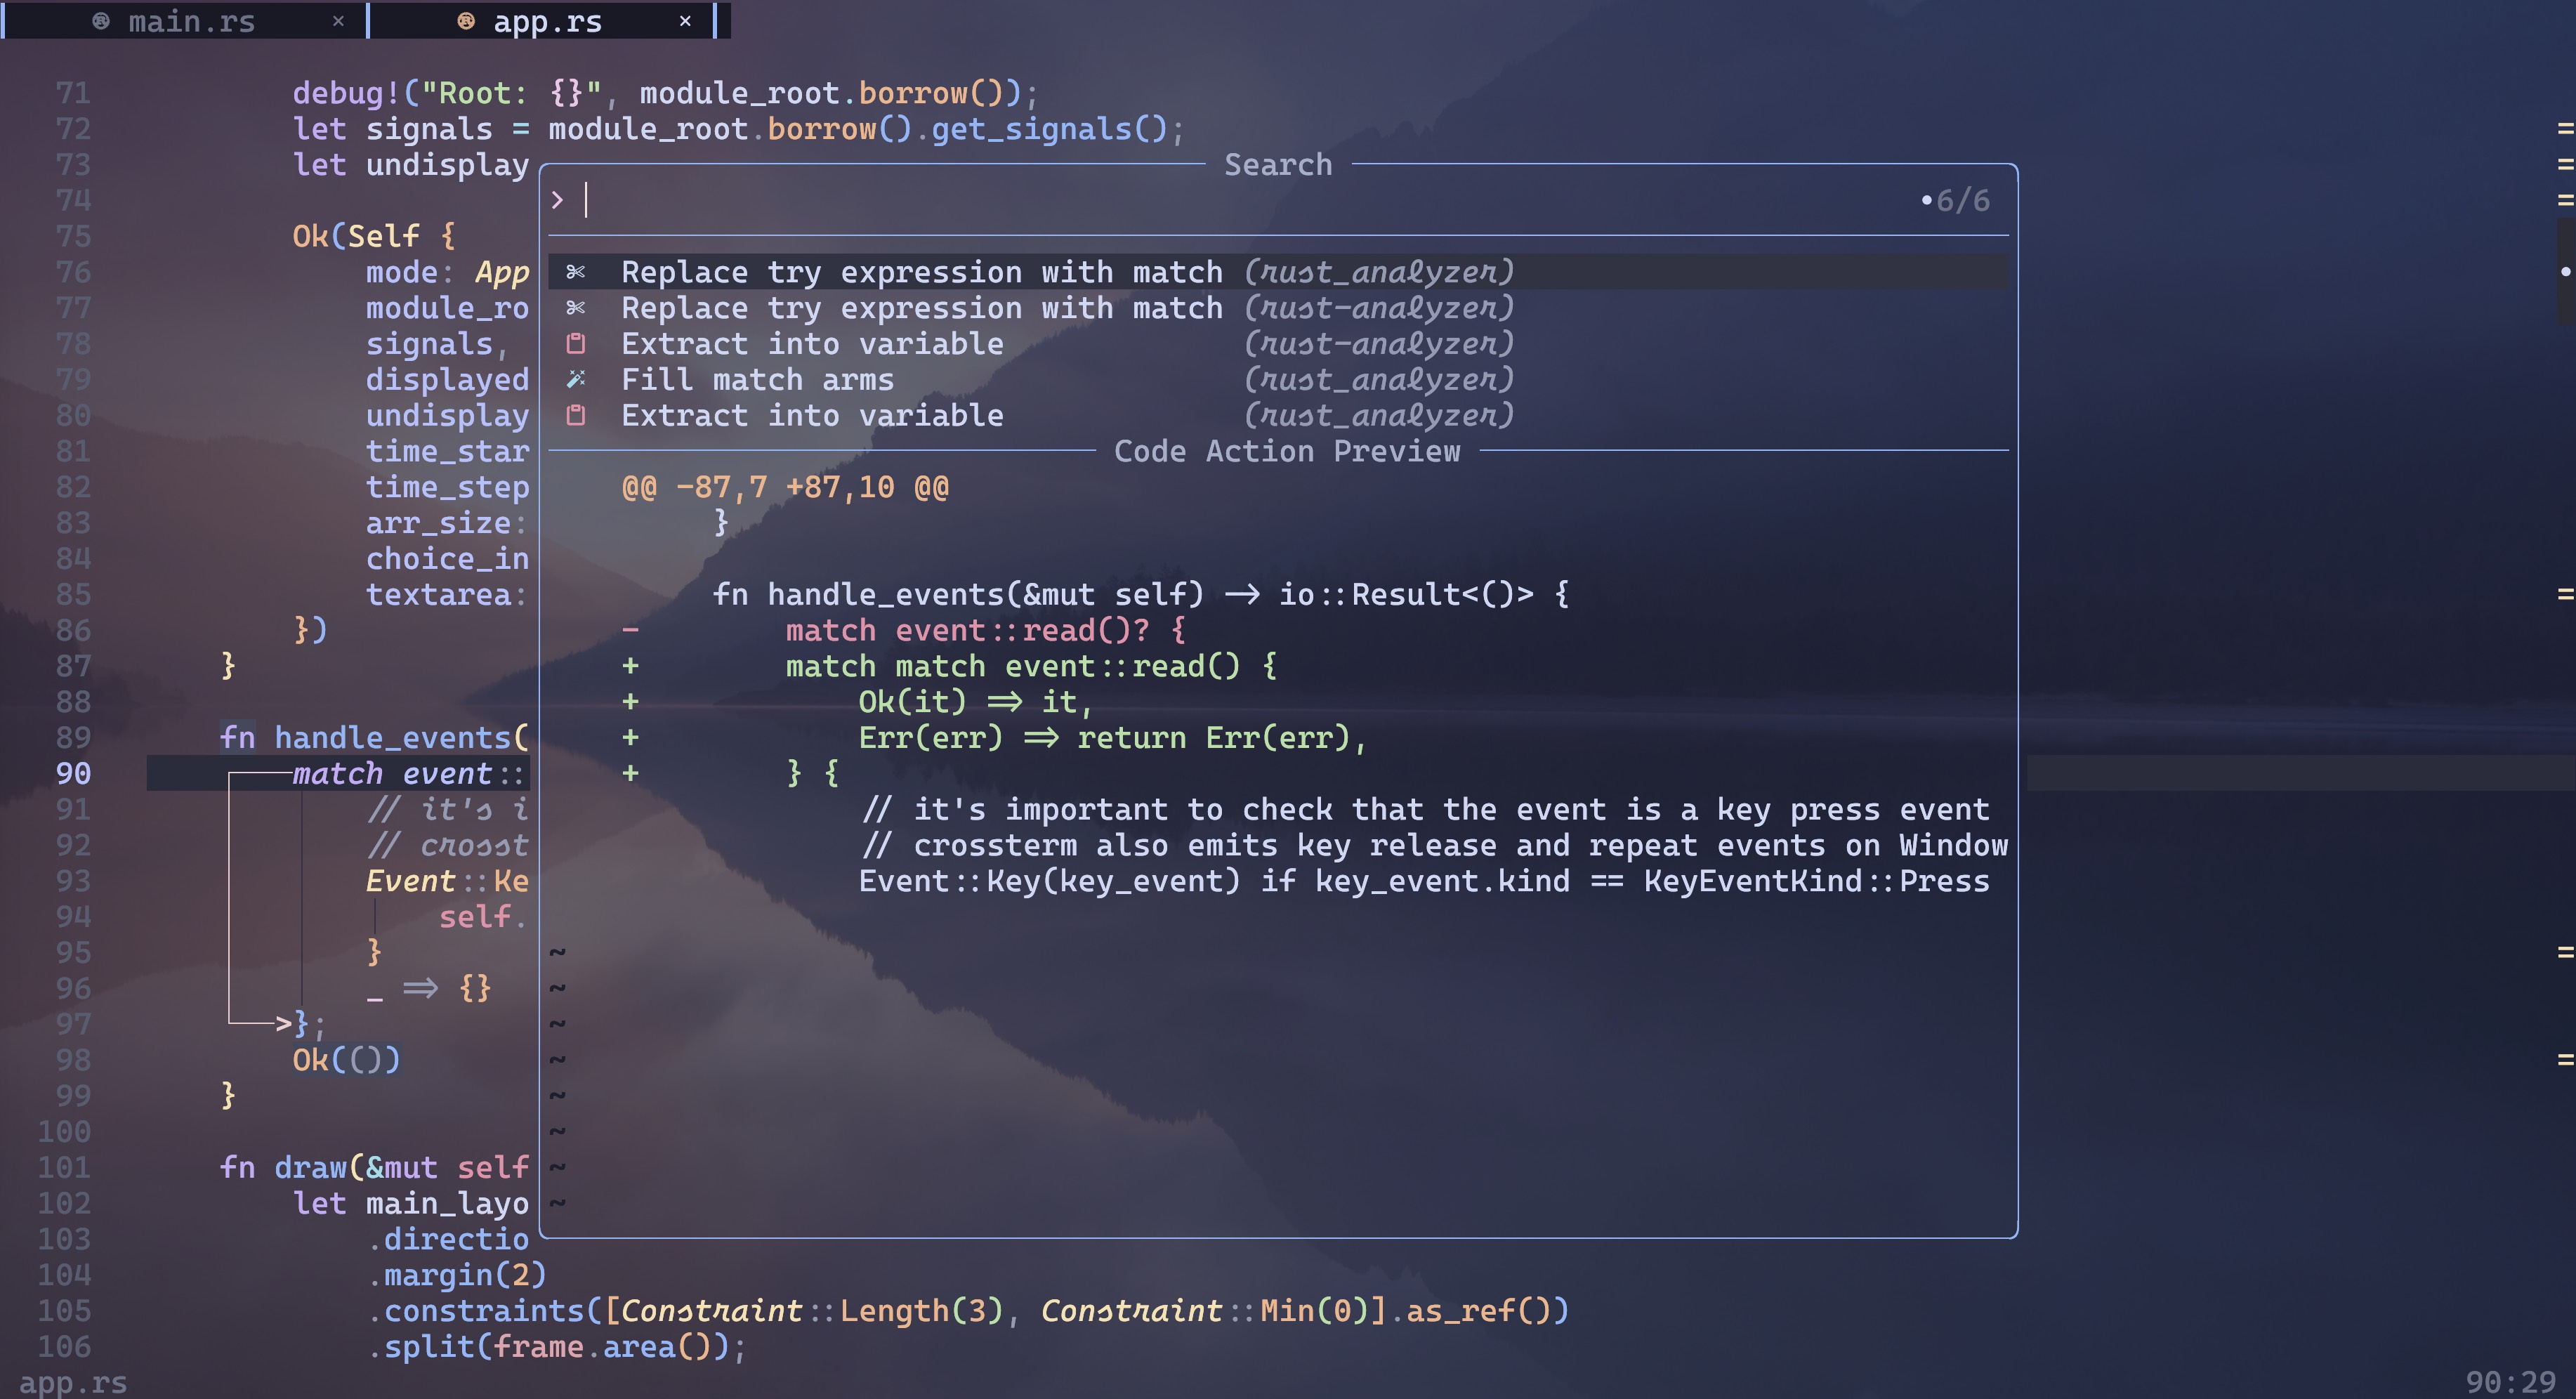 main.rs × app.rs ×
71 debug!("Root: {}", module_root.borrow());
72 let signals = module_root.borrow().get_signals();
73 let undisplay
Search
74
> •6/6
75 Ok(Self {
76 mode: App
Replace try expression with match (rust_analyzer)
77 module_ro
Replace try expression with match (rust-analyzer)
78 signals,
Extract into variable (rust-analyzer)
79 displayed
Fill match arms (rust_analyzer)
80 undisplay
Extract into variable (rust_analyzer)
81 time_star
Code Action Preview
82 time_step
@@ -87,7 +87,10 @@
83 arr_size:
}
84 choice_in
85 textarea:
fn handle_events(&mut self) -> io::Result<()> {
86 })
- match event::read()? {
87 }
+ match match event::read() {
88
+ Ok(it) => it,
89 fn handle_events(
+ Err(err) => return Err(err),
90 match event::
+ } {
91 // it's i
// it's important to check that the event is a key press event
92 // crosst
// crossterm also emits key release and repeat events on Window
93 Event::Ke
Event::Key(key_event) if key_event.kind == KeyEventKind::Press
94 self.
95 }
~
96 _ => {}
~
97 >};
~
98 Ok(())
~
99 }
~
100
~
101 fn draw(&mut self
~
102 let main_layo
~
103 .directio
104 .margin(2)
105 .constraints([Constraint::Length(3), Constraint::Min(0)].as_ref())
106 .split(frame.area());
app.rs 90:29